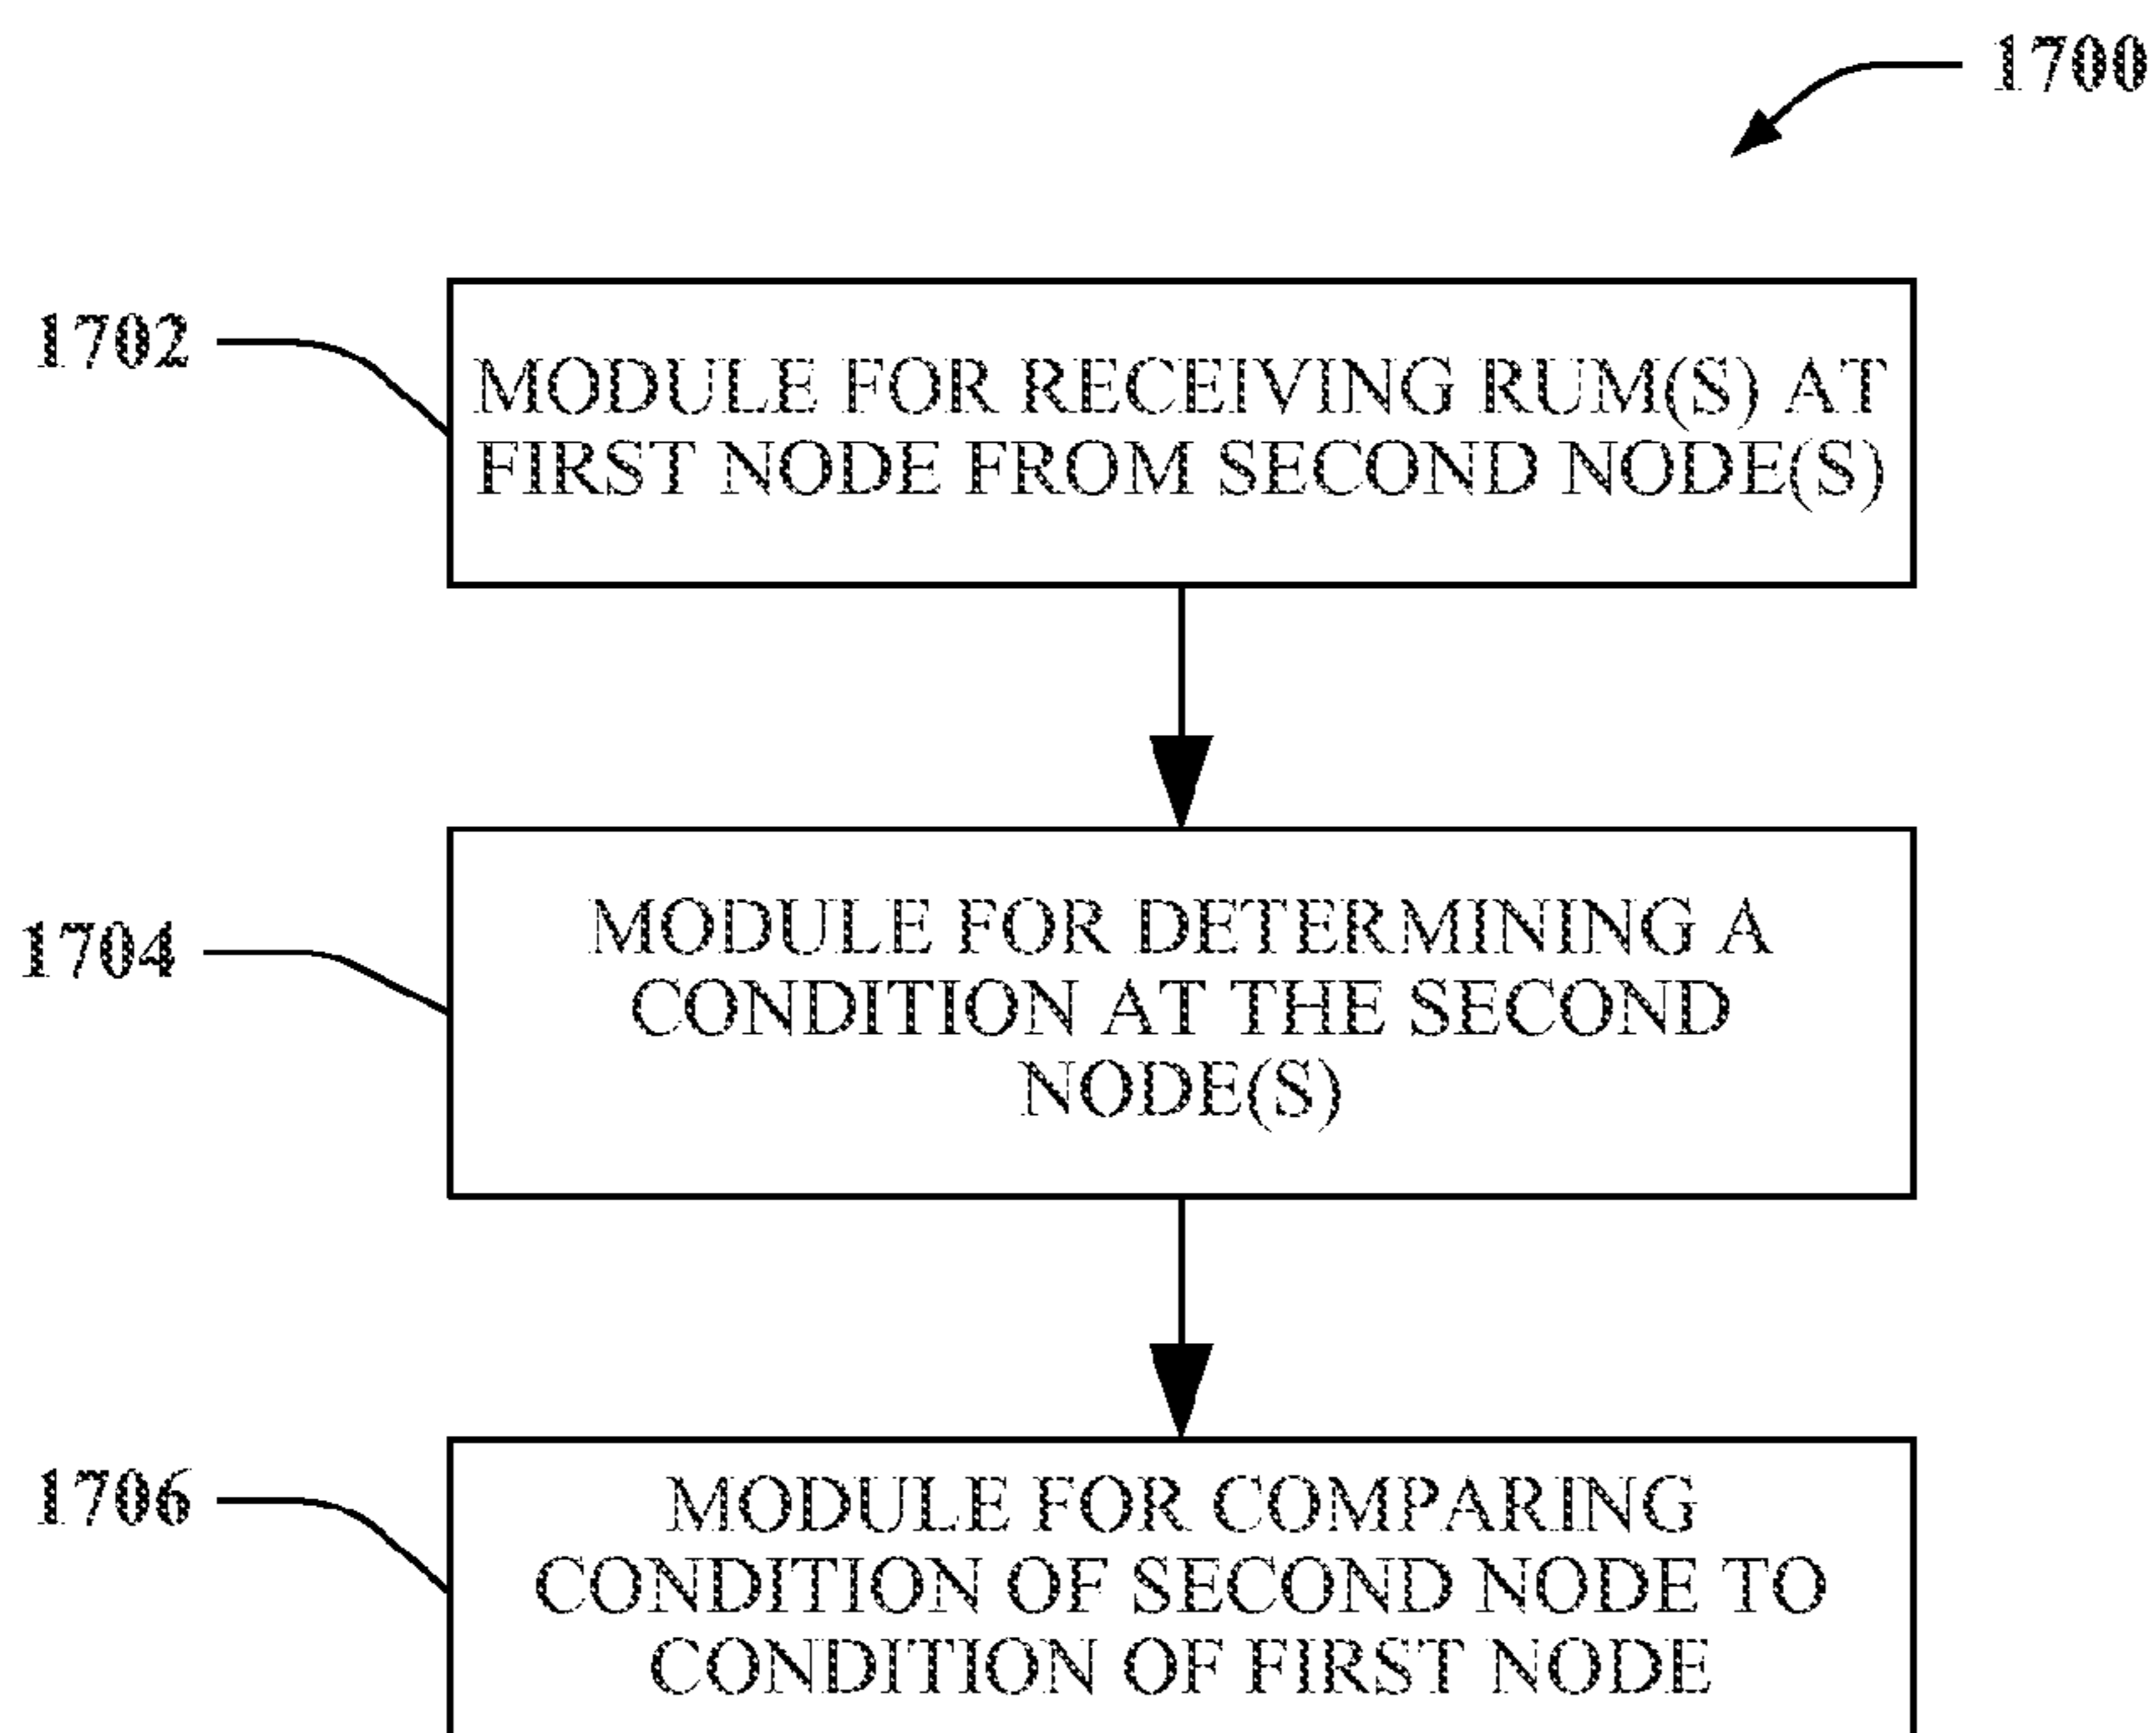 1700
1702
MODULE FOR RECEIVING RUM(S) AT
FIRST NODE FROM SECOND NODE(S)
1704
MODULE FOR DETERMINING A
CONDITION AT THE SECOND
NODE(S)
1706
MODULE FOR COMPARING
CONDITION OF SECOND NODE TO
CONDITION OF FIRST NODE